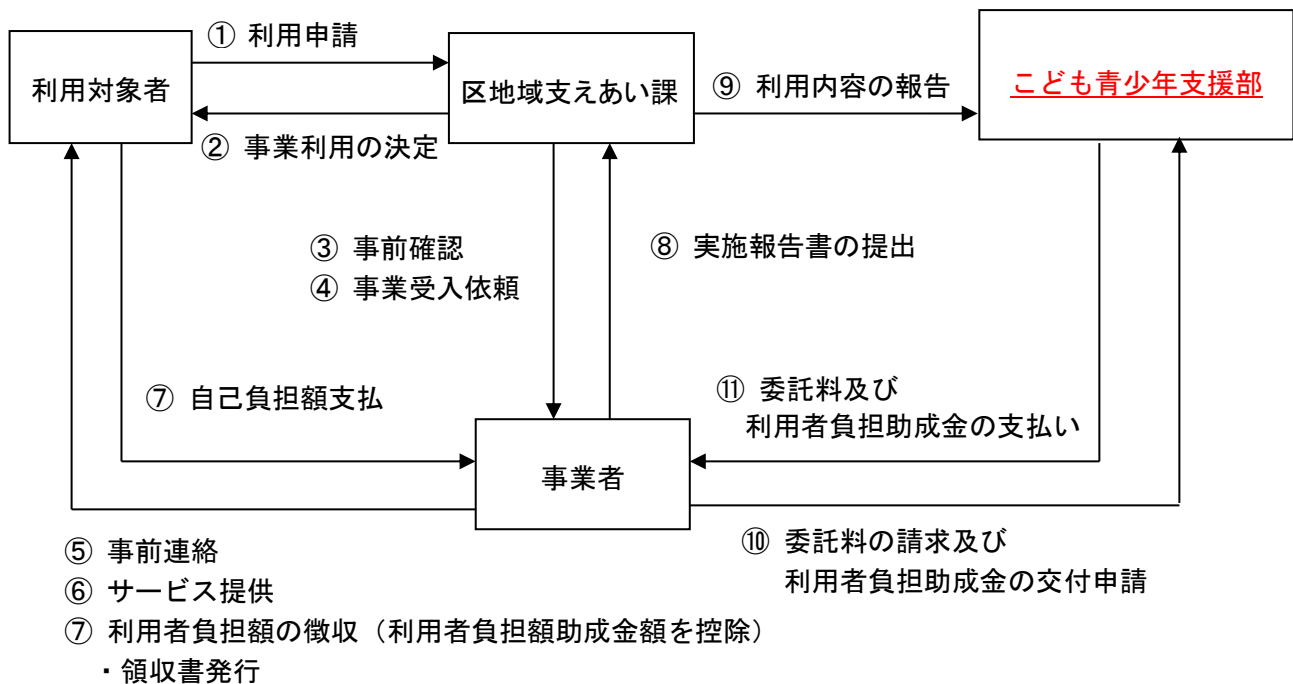 ① 利用申請
利用対象者
区地域支えあい課
⑨ 利用内容の報告
こども青少年支援部
② 事業利用の決定
③ 事前確認
④ 事業受入依頼
⑧ 実施報告書の提出
⑦ 自己負担額支払
⑪ 委託料及び
利用者負担助成金の支払い
事業者
⑤ 事前連絡
⑥ サービス提供
⑦ 利用者負担額の徴収（利用者負担額助成金額を控除）
・領収書発行
⑩ 委託料の請求及び
利用者負担助成金の交付申請